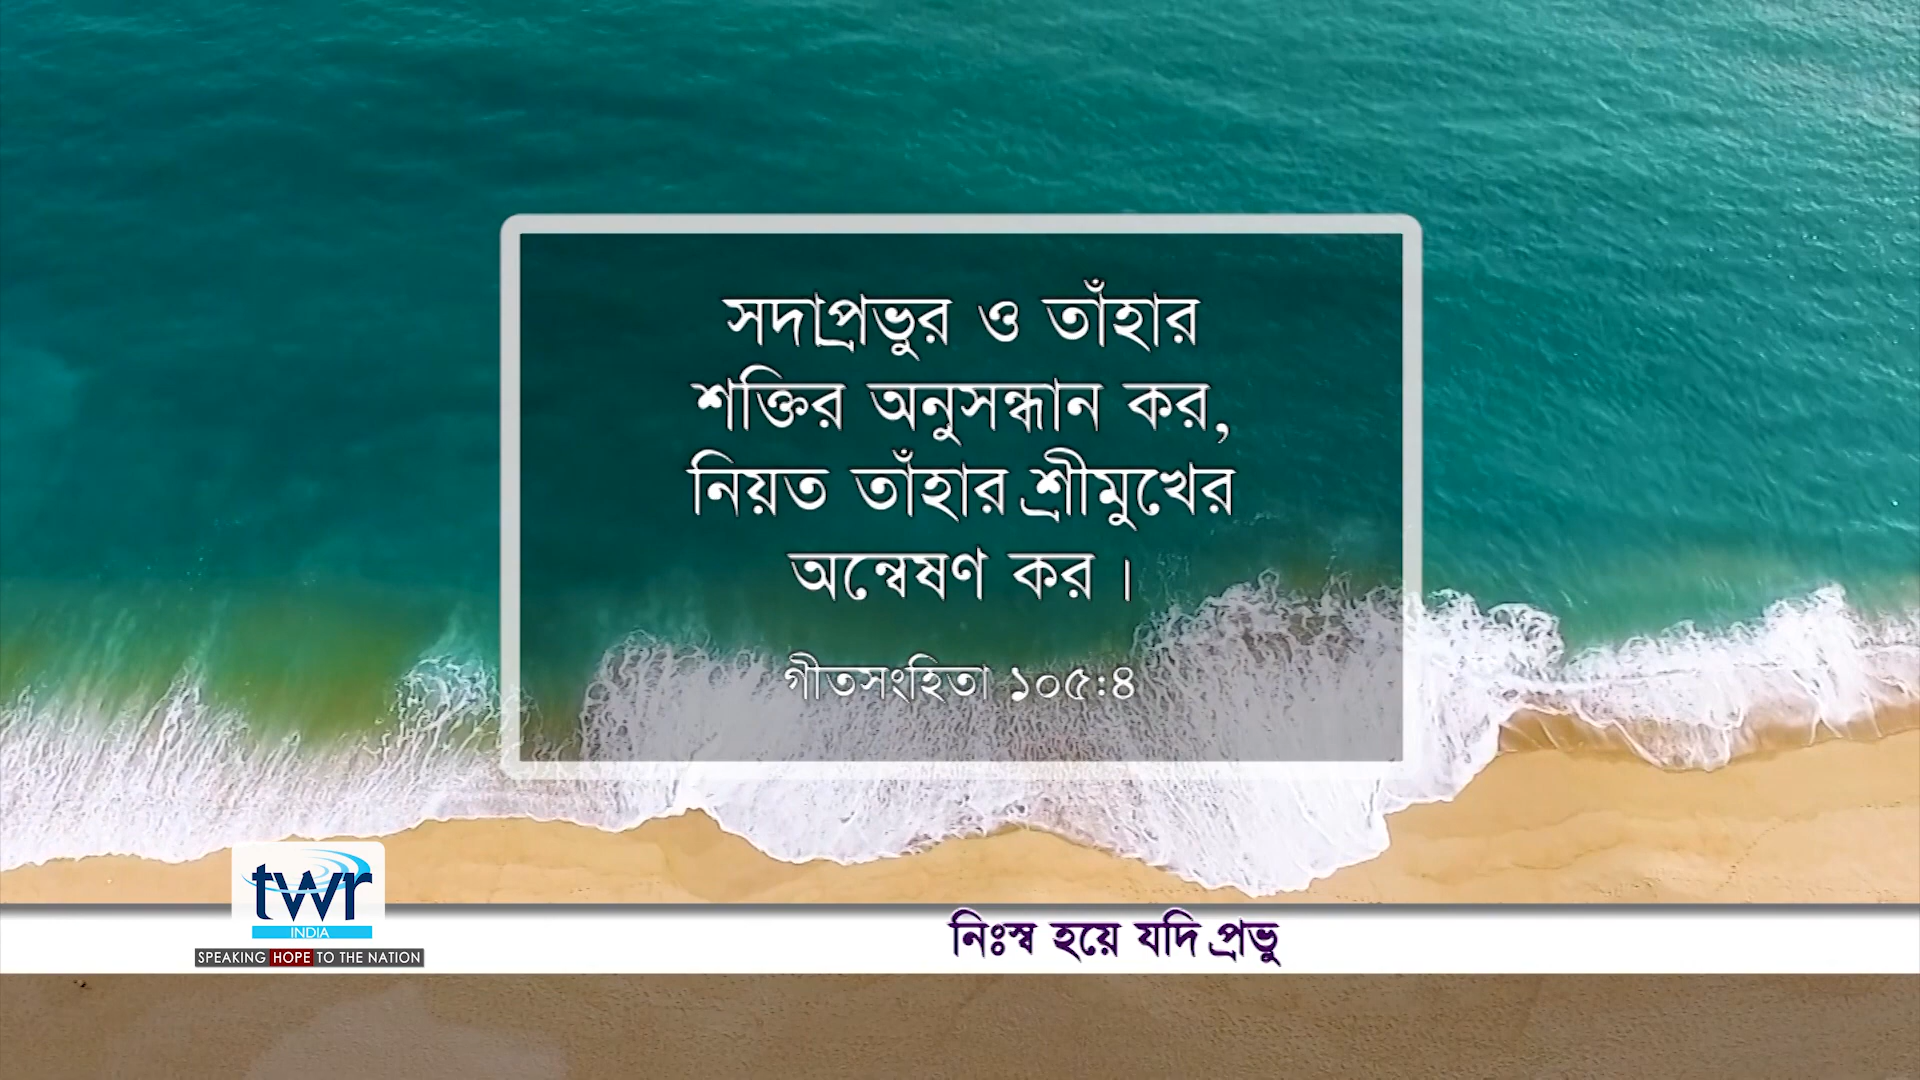 সদাপ্রভুর ও তাঁহার
শক্তির অনুসন্ধান কর,
নিয়ত তাঁহার শ্রীমুখের
অন্বেষণ কর।
গীতসংহিতা ১০৫:৪
twr
INDIA
SPEAKING HOPE TO THE NATION
নিঃস্ব হয়ে যদি প্রভু